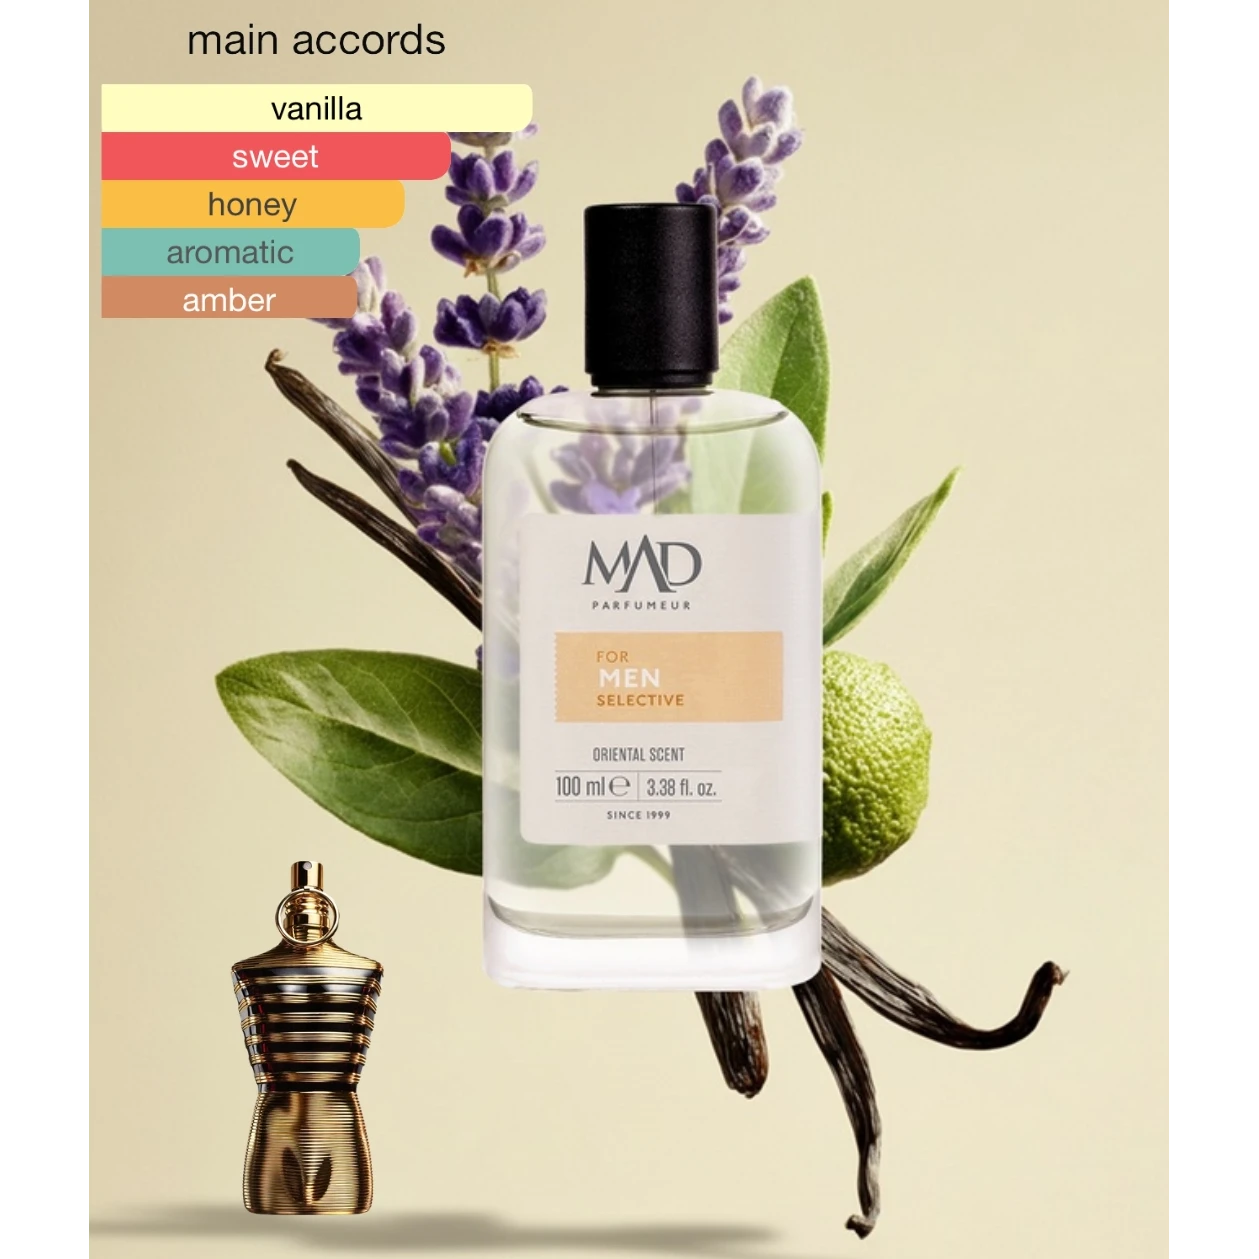 main accords
vanilla
sweet
honey
aromatic
amber
MAD
PARFUMEUR
FOR
MEN
SELECTIVE
ORIENTAL SCENT
100 ml ℮ 3.38 fl. oz.
SINCE 1999